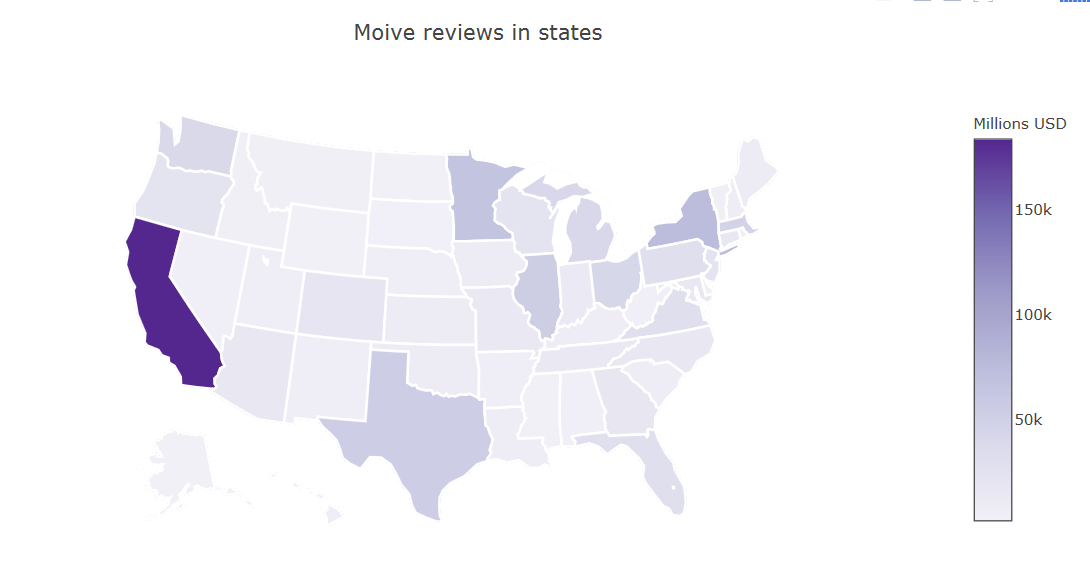 Moive reviews in states
Millions USD
150k
100k
50k